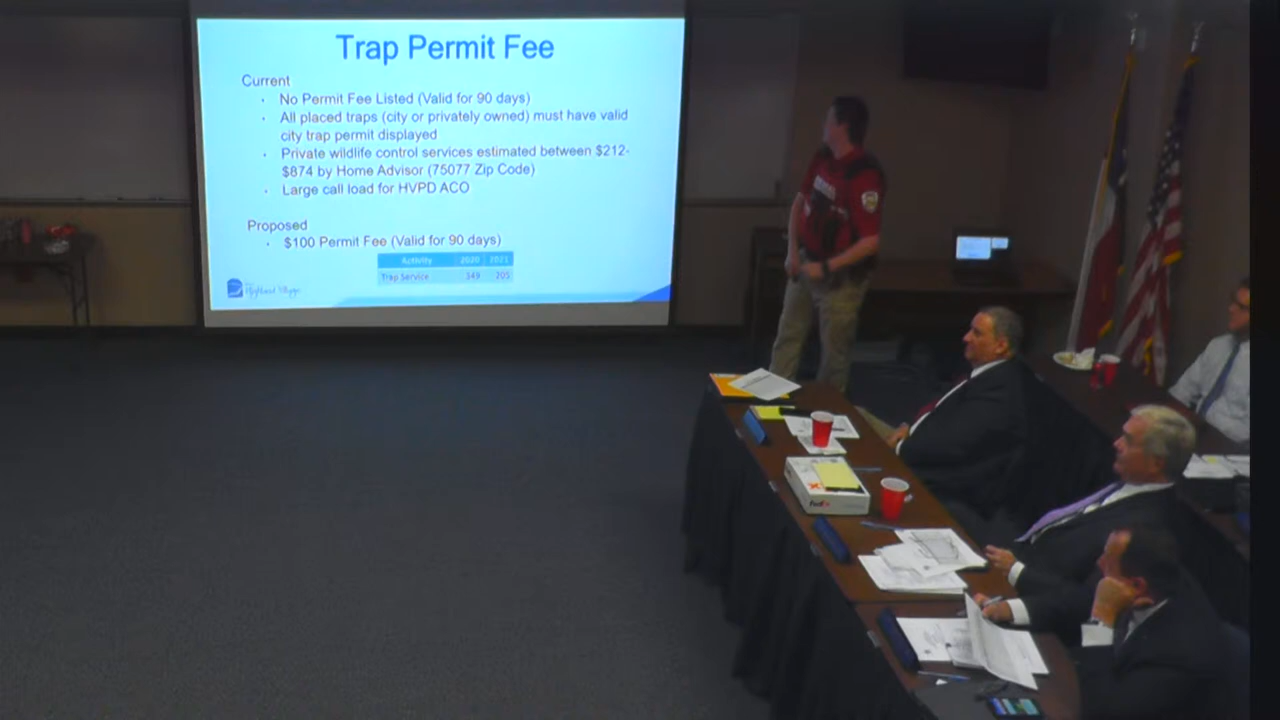 Trap Permit Fee
Current
· No Permit Fee Listed (Valid for 90 days)
· All placed traps (city or privately owned) must have valid
city trap permit displayed
· Private wildlife control services estimated between $212-
$874 by Home Advisor (75077 Zip Code)
· Large call load for HVPD ACO
Proposed
· $100 Permit Fee (Valid for 90 days)
Activity 2020 2021
Trap Service 349 205
Highland Village
FedEx